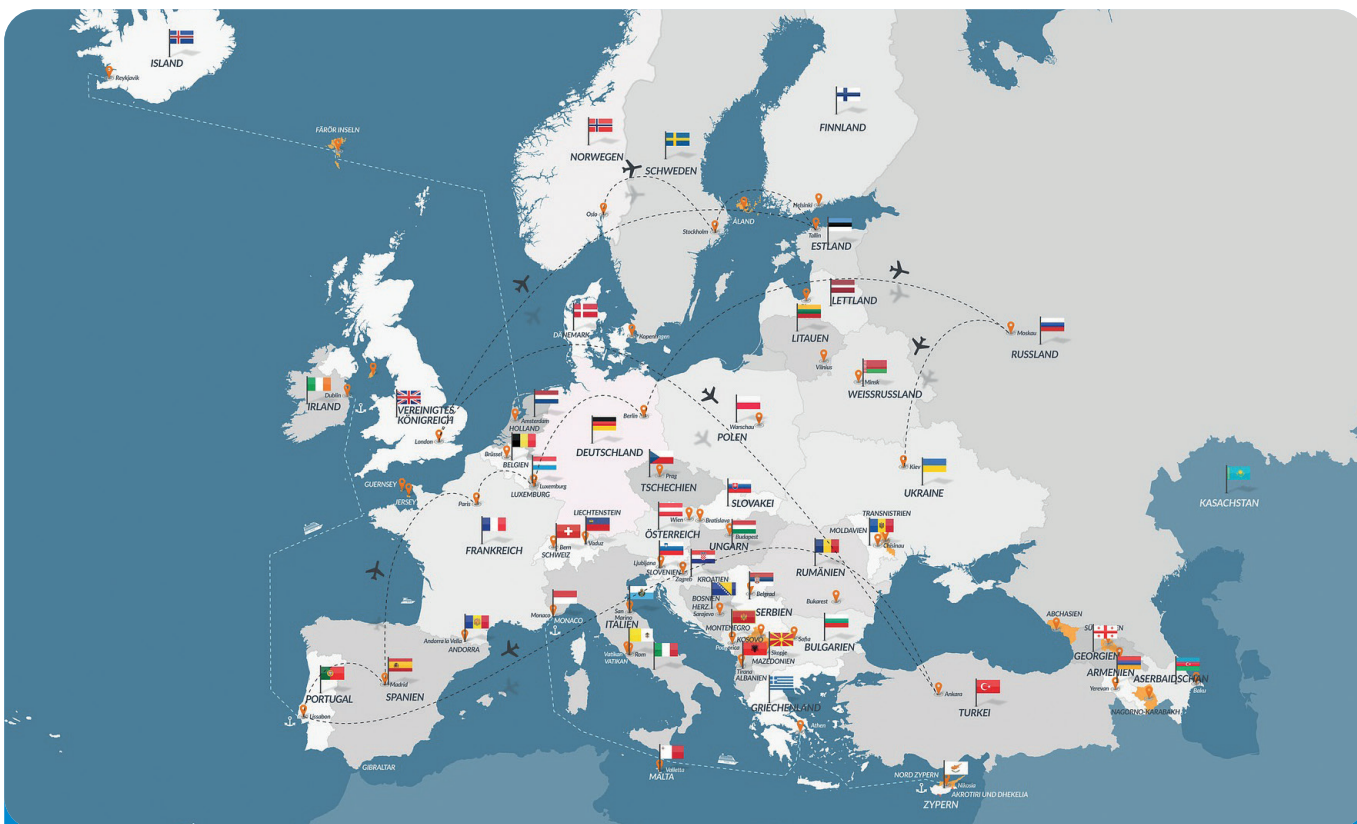 ISLAND
Reykjavik
FÄRÖR INSELN
FINNLAND
NORWEGEN
SCHWEDEN
Oslo
Helsinki
ÅLAND
Stockholm
Tallin
ESTLAND
LETTLAND
LITAUEN
Vilnius
Moskau
RUSSLAND
DÄNEMARK
Kopenhagen
Minsk
WEISSRUSSLAND
Dublin
IRLAND
VEREINIGTES
KÖNIGREICH
London
Amsterdam
HOLLAND
Berlin
Warschau
POLEN
Brüssel
BELGIEN
DEUTSCHLAND
Kiev
UKRAINE
KASACHSTAN
Luxemburg
LUXEMBURG
Prag
TSCHECHIEN
SLOVAKEI
GUERNSEY
JERSEY
Paris
FRANKREICH
LIECHTENSTEIN
Vaduz
Bern
SCHWEIZ
Wien
Bratislava
ÖSTERREICH
Budapest
UNGARN
TRANSNISTRIEN
MOLDAVIEN
Chisinau
Ljubljana
SLOVENIEN
Zagreb
KROATIEN
RUMÄNIEN
Bukarest
BOSNIEN
HERZ.
Sarajevo
Belgrad
SERBIEN
Monaco
MONACO
San
Marino
ITALIEN
MONTENEGRO
KOSOVO
Skopje
MAZEDONIEN
Sofia
BULGARIEN
Andorra la Vella
ANDORRA
Vatikan
VATIKAN
Rom
Tirana
ALBANIEN
ABCHASIEN
GEORGIEN
ARMENIEN
ASERBAIDSCHAN
Yerevan
Baku
NAGORNO-KARABAKH
PORTUGAL
Lissabon
Madrid
SPANIEN
GRIECHENLAND
Athen
Ankara
TURKEI
GIBRALTAR
Valletta
MALTA
NORD ZYPERN
Nikosia
AKROTIRI UND DHEKELIA
ZYPERN